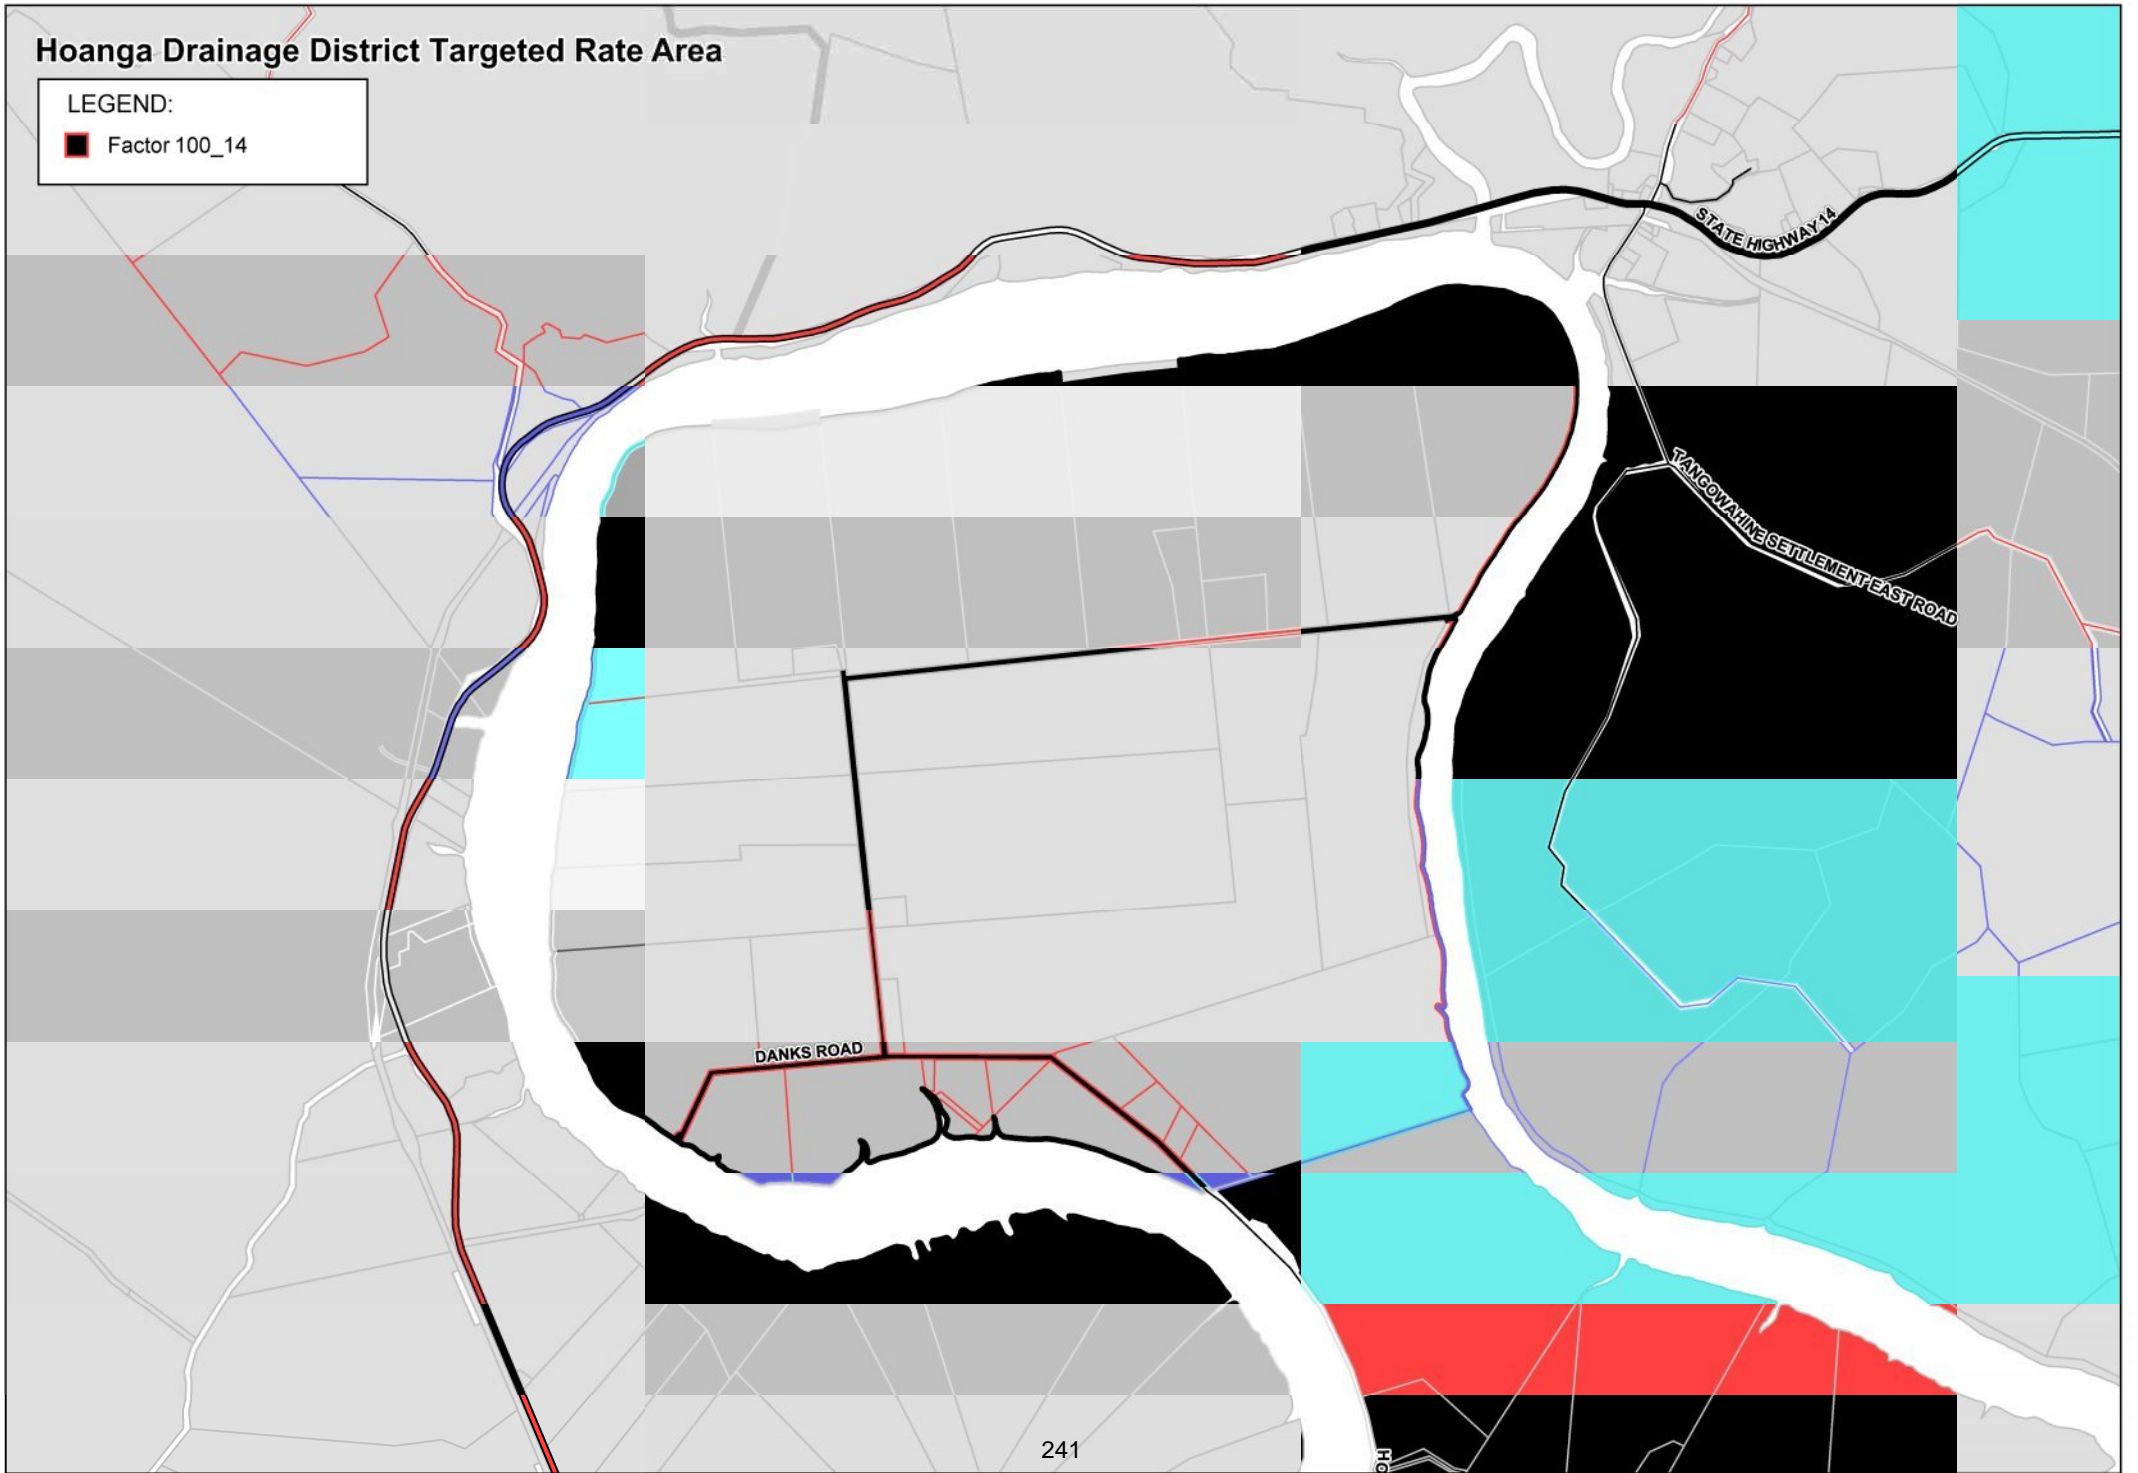 Hoanga Drainage District Targeted Rate Area
LEGEND:
Factor 100_14
STATE HIGHWAY 14
TANGOWAHINE SETTLEMENT EAST ROAD
DANKS ROAD
HO
241